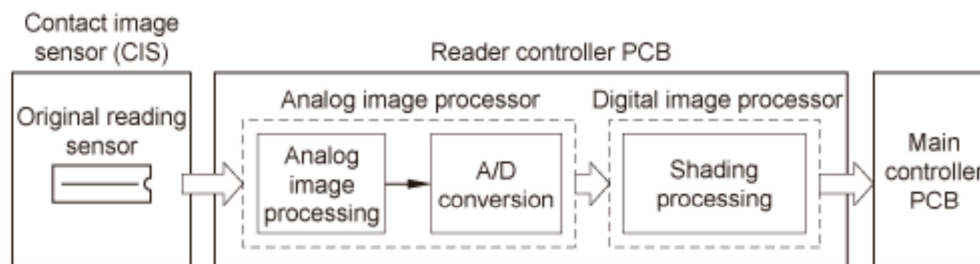 Contact image
sensor (CIS)
Reader controller PCB
Original reading
sensor
Analog image processor
Digital image processor
Analog
image
processing
A/D
conversion
Shading
processing
Main
controller
PCB